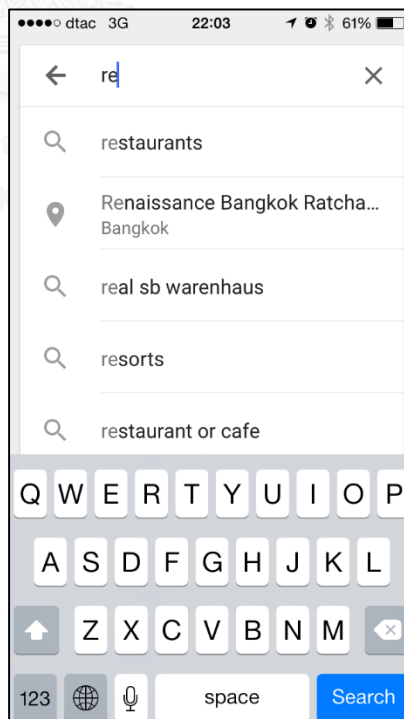 dtac 3G 22:03 61%
re
restaurants
Renaissance Bangkok Ratcha...
Bangkok
real sb warenhaus
resorts
restaurant or cafe
Q W E R T Y U I O P
A S D F G H J K L
Z X C V B N M
123 space Search